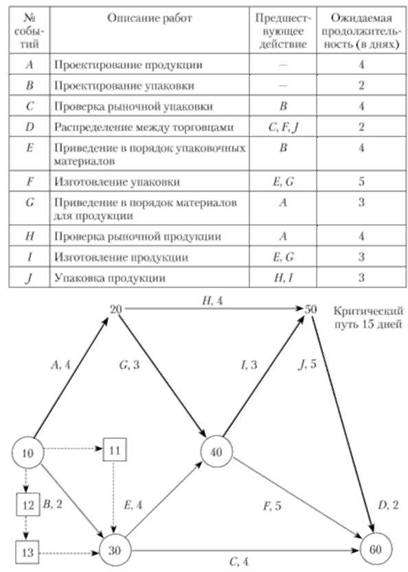 № событий	Описание работ	Предшествующее действие	Ожидаемая продолжительность (в днях)
A	Проектирование продукции	–	4
B	Проектирование упаковки	–	2
C	Проверка рыночной упаковки	B	4
D	Распределение между торговцами	C, F, J	2
E	Приведение в порядок упаковочных материалов	B	4
F	Изготовление упаковки	E, G	5
G	Приведение в порядок материалов для продукции	A	3
H	Проверка рыночной продукции	A	4
I	Изготовление продукции	E, G	3
J	Упаковка продукции	H, I	3
H, 4
20
50
Критический
путь 15 дней
A, 4
G, 3
I, 3
J, 5
10
11
40
12
B, 2
E, 4
F, 5
D, 2
13
30
60
C, 4